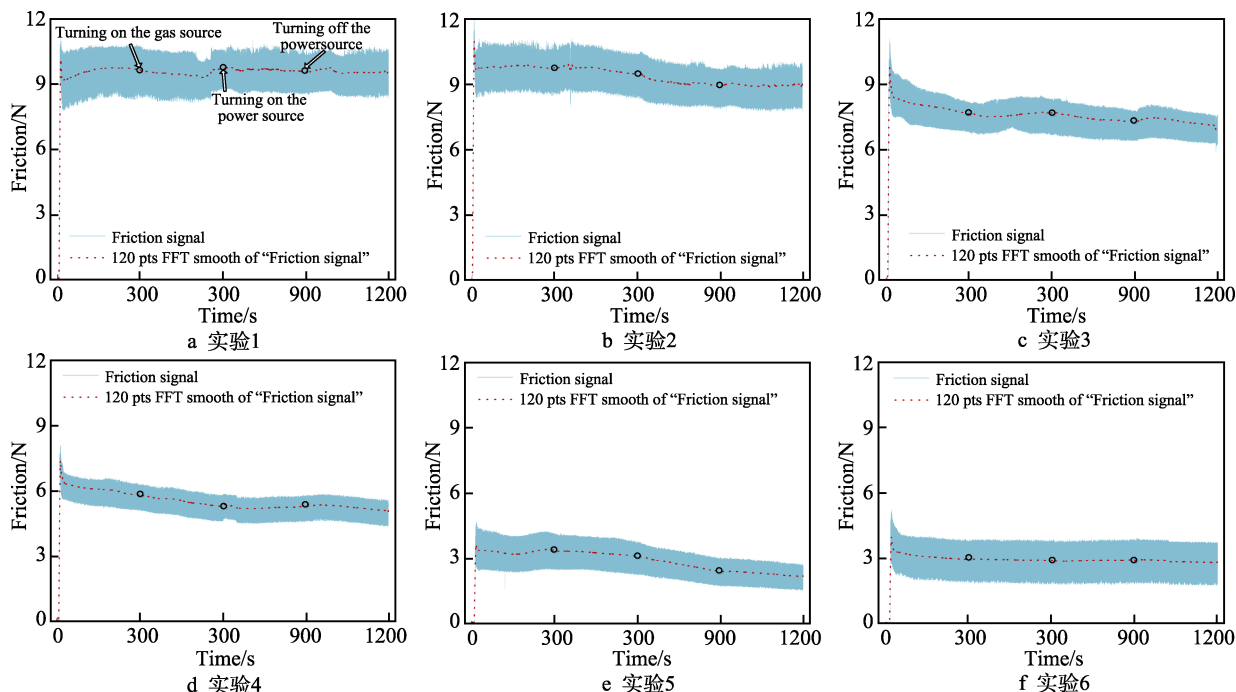 12
9
6
3
0
Friction/N
Turning on the gas source
Turning off the
powersource
Turning on the
power source
Friction signal
120 pts FFT smooth of “Friction signal”
0
300
300
900
1200
Time/s
a 实验1
12
9
6
3
0
Friction/N
Friction signal
120 pts FFT smooth of “Friction signal”
0
300
300
900
1200
Time/s
b 实验2
12
9
6
3
0
Friction/N
Friction signal
120 pts FFT smooth of “Friction signal”
0
300
300
900
1200
Time/s
c 实验3
12
9
6
3
0
Friction/N
Friction signal
120 pts FFT smooth of “Friction signal”
0
300
300
900
1200
Time/s
d 实验4
12
9
6
3
0
Friction/N
Friction signal
120 pts FFT smooth of “Friction signal”
0
300
300
900
1200
Time/s
e 实验5
12
9
6
3
0
Friction/N
Friction signal
120 pts FFT smooth of “Friction signal”
0
300
300
900
1200
Time/s
f 实验6